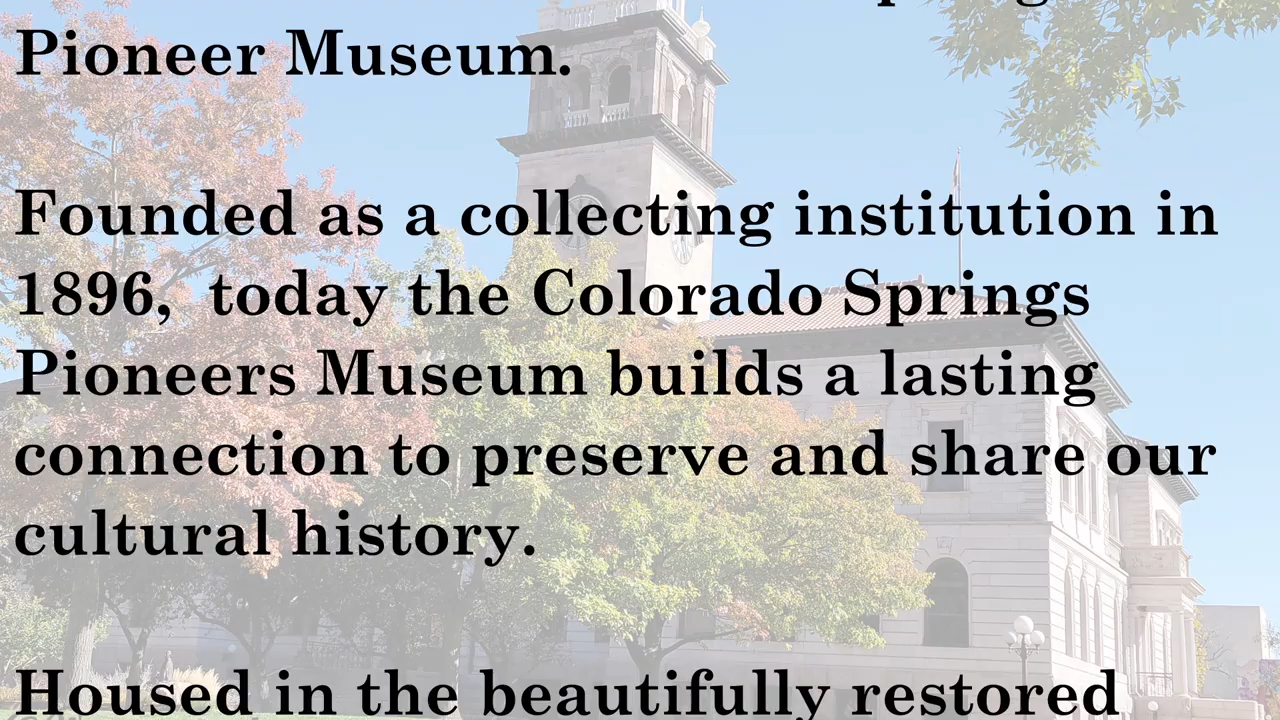 Pioneer Museum.
Founded as a collecting institution in
1896,  today the Colorado Springs
Pioneers Museum builds a lasting
connection to preserve and share our
cultural history.
Housed in the beautifully restored